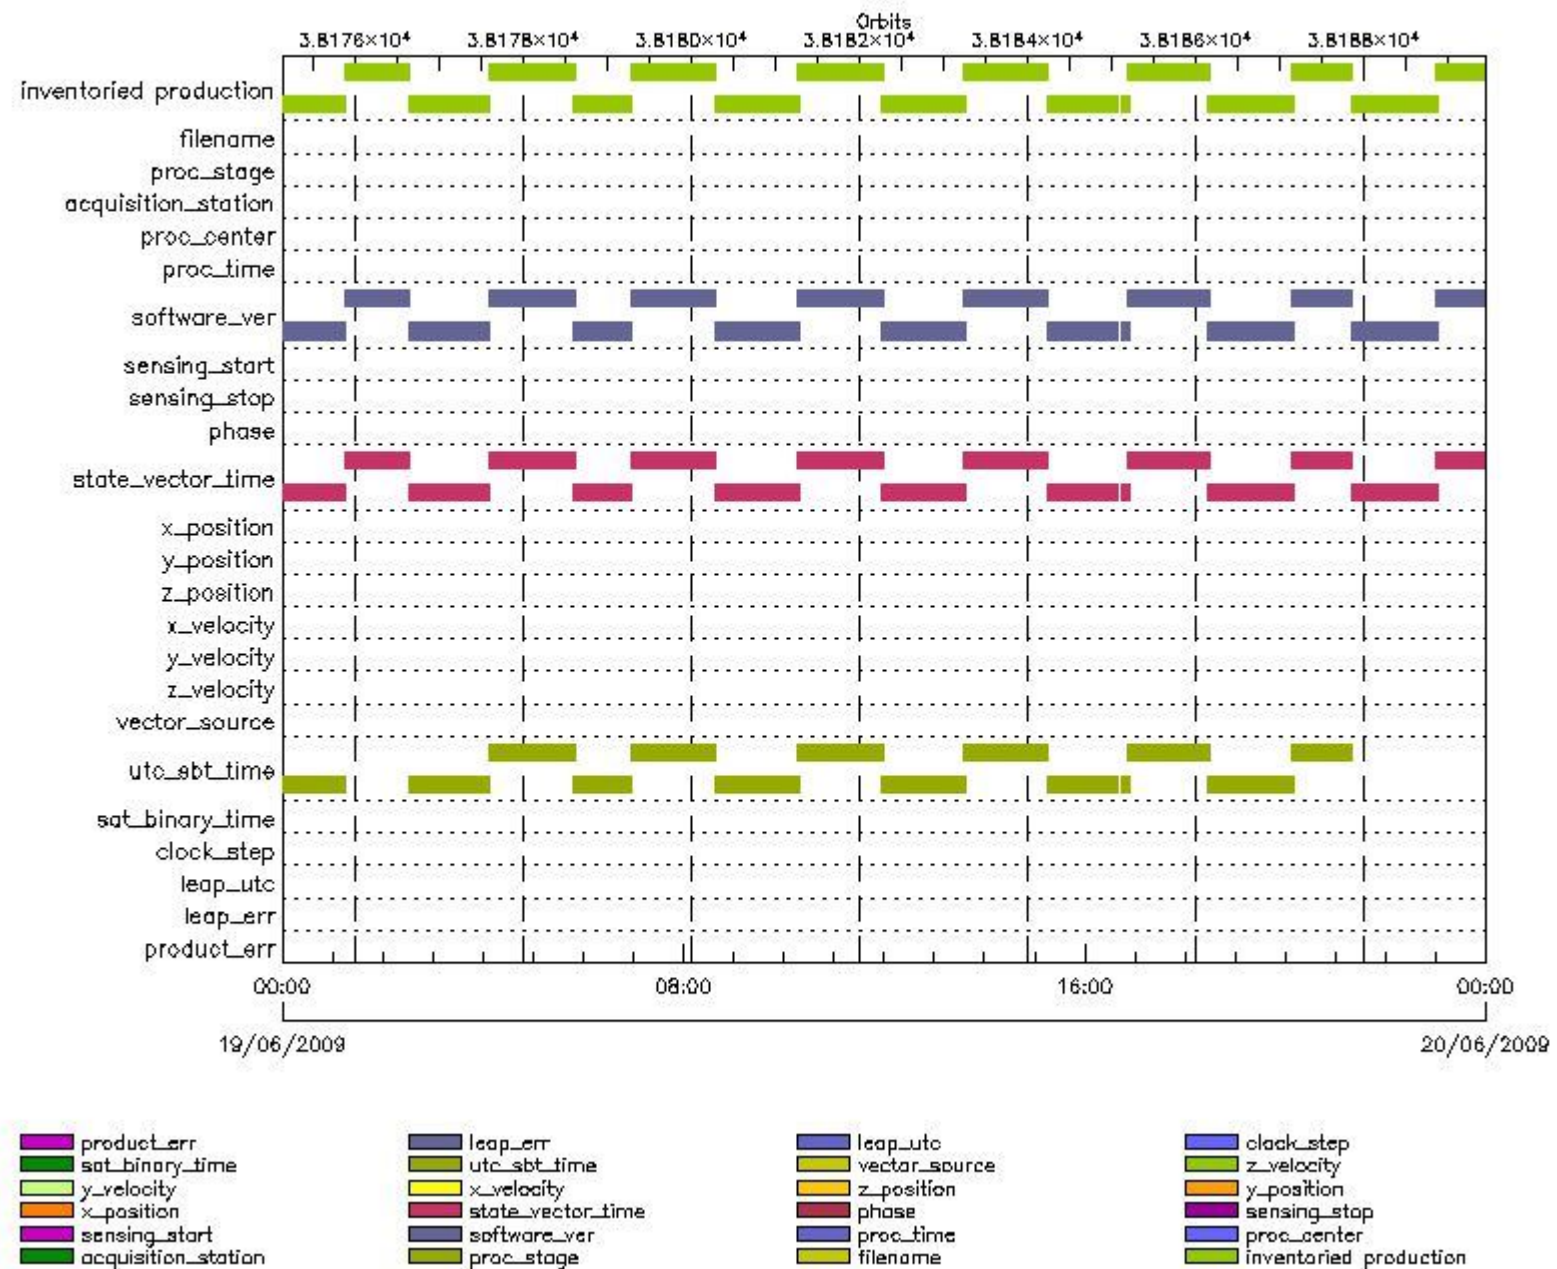 Orbits
3.8176×10⁴ 3.8178×10⁴ 3.8180×10⁴ 3.8182×10⁴ 3.8184×10⁴ 3.8186×10⁴ 3.8188×10⁴
inventoried production
filename
proc_stage
acquisition_station
proc_center
proc_time
software_ver
sensing_start
sensing_stop
phase
state_vector_time
x_position
y_position
z_position
x_velocity
y_velocity
z_velocity
vector_source
utc_sbt_time
sat_binary_time
clock_step
leap_utc
leap_err
product_err
00:00 08:00 16:00 00:00
19/06/2009 20/06/2009
product_err leap_err leap_utc clock_step
sat_binary_time utc_sbt_time vector_source z_velocity
y_velocity x_velocity z_position y_position
x_position state_vector_time phase sensing_stop
sensing_start software_ver proc_time proc_center
acquisition_station proc_stage filename inventoried production